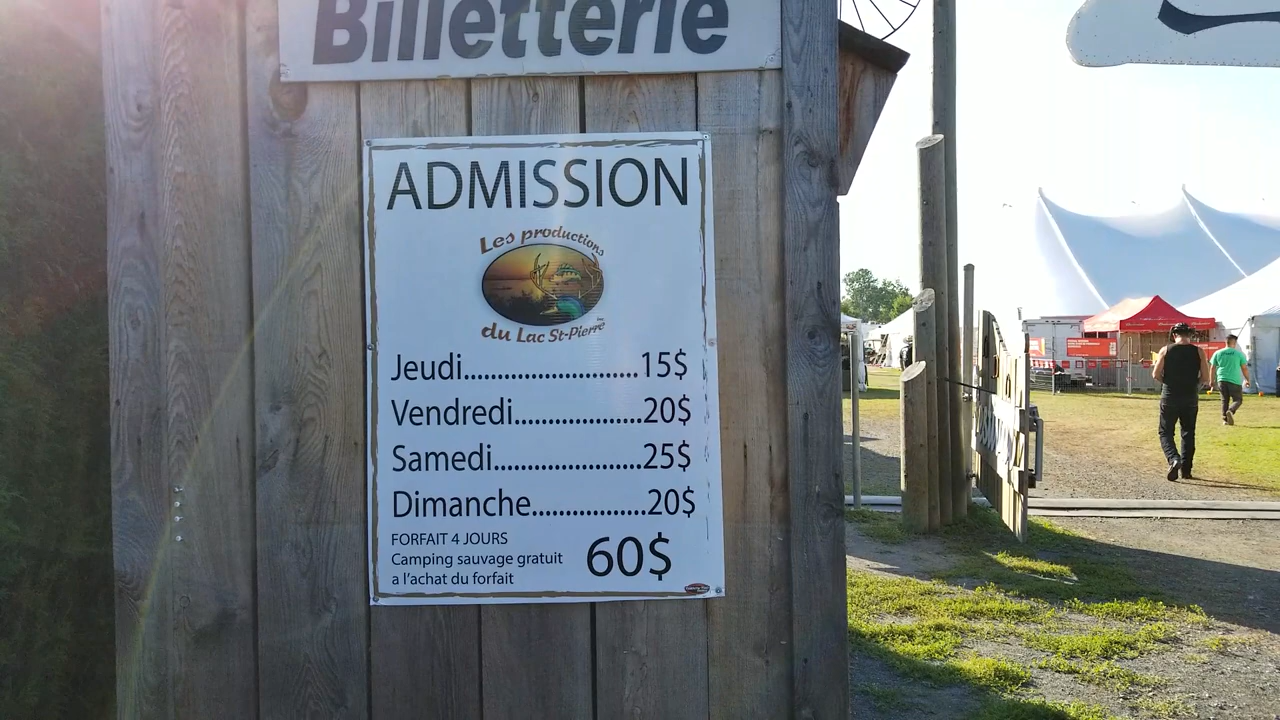 Billetterie
ADMISSION
Les productions
du Lac St-Pierre
Jeudi.........................15$
Vendredi...................20$
Samedi.....................25$
Dimanche.................20$
FORFAIT 4 JOURS
Camping sauvage gratuit
a l'achat du forfait
60$